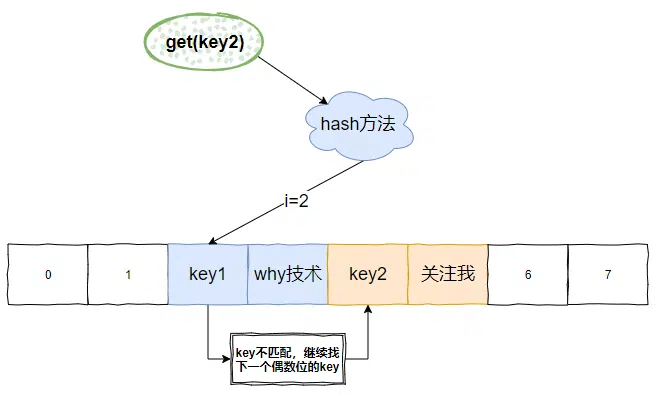 get(key2)
hash方法
i=2
0
1
key1
why技术
key2
关注我
6
7
key不匹配，继续找
下一个偶数位的key